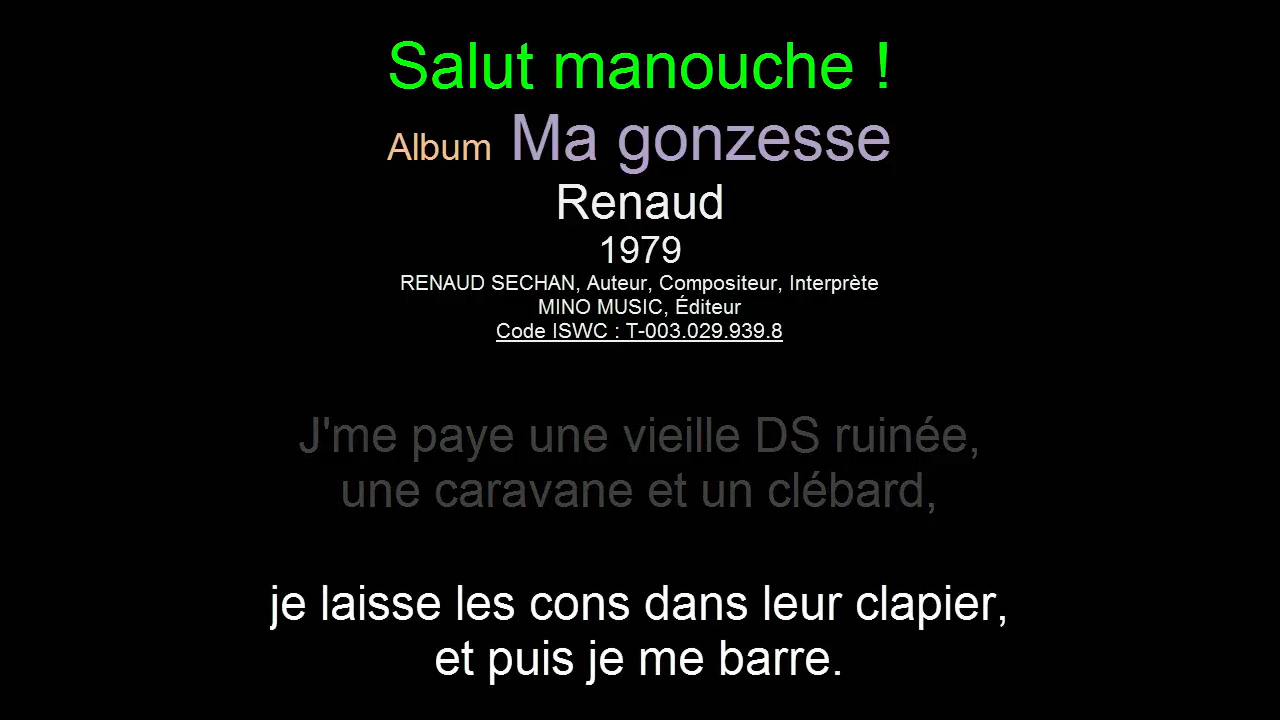 Salut manouche !
Album Ma gonzesse
Renaud
1979
RENAUD SECHAN, Auteur, Compositeur, Interprète
MINO MUSIC, Éditeur
Code ISWC : T-003.029.939.8
J'me paye une vieille DS ruinée,
une caravane et un clébard,
je laisse les cons dans leur clapier,
et puis je me barre.